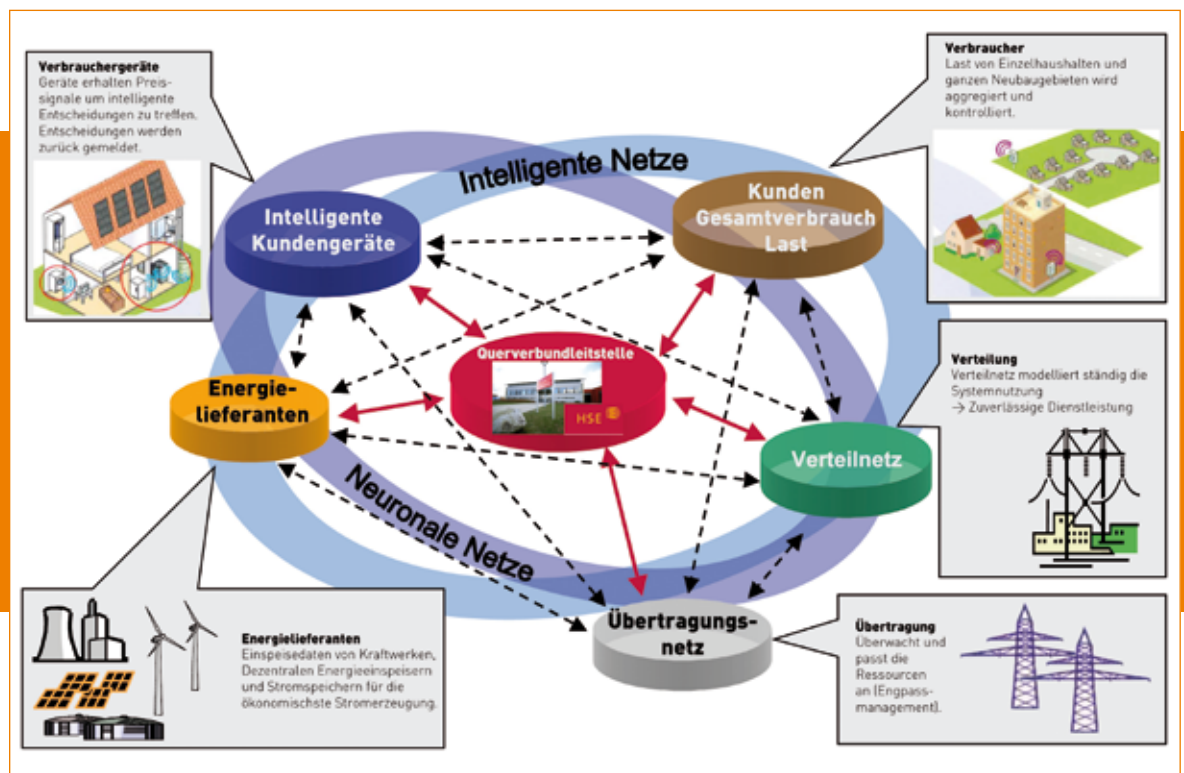 Verbrauchergeräte
Geräte erhalten Preis-
signale um intelligente
Entscheidungen zu treffen.
Entscheidungen werden
zurück gemeldet.
Verbraucher
Last von Einzelhaushalten und
ganzen Neubaugebieten wird
aggregiert und
kontrolliert.
Intelligente Netze
Intelligente
Kundengeräte
Kunden
Gesamtverbrauch
Last
Querverbundleitstelle
HSE
Energie-
lieferanten
Verteilnetz
Verteilung
Verteilnetz modelliert ständig die
Systemnutzung
→ Zuverlässige Dienstleistung
Neuronale Netze
Übertragungs-
netz
Energielieferanten
Einspeisedaten von Kraftwerken,
Dezentralen Energieeinspeisern
und Stromspeichern für die
ökonomischste Stromerzeugung.
Übertragung
Überwacht und
passt die
Ressourcen
an (Engpass-
management).